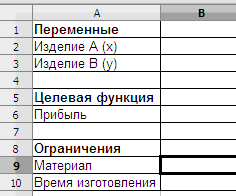 A B
1 Переменные
2 Изделие А (x)
3 Изделие В (y)
4
5 Целевая функция
6 Прибыль
7
8 Ограничения
9 Материал
10 Время изготовления